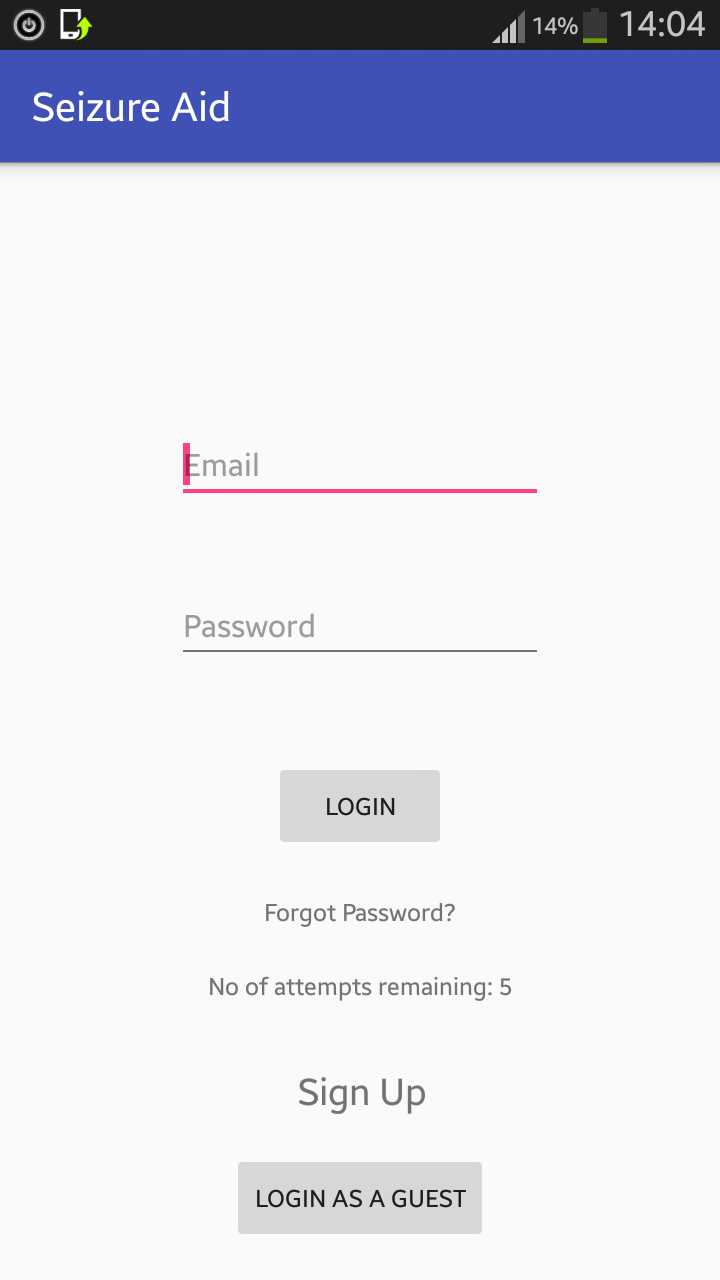 14% 14:04
Seizure Aid
Email
Password
LOGIN
Forgot Password?
No of attempts remaining: 5
Sign Up
LOGIN AS A GUEST